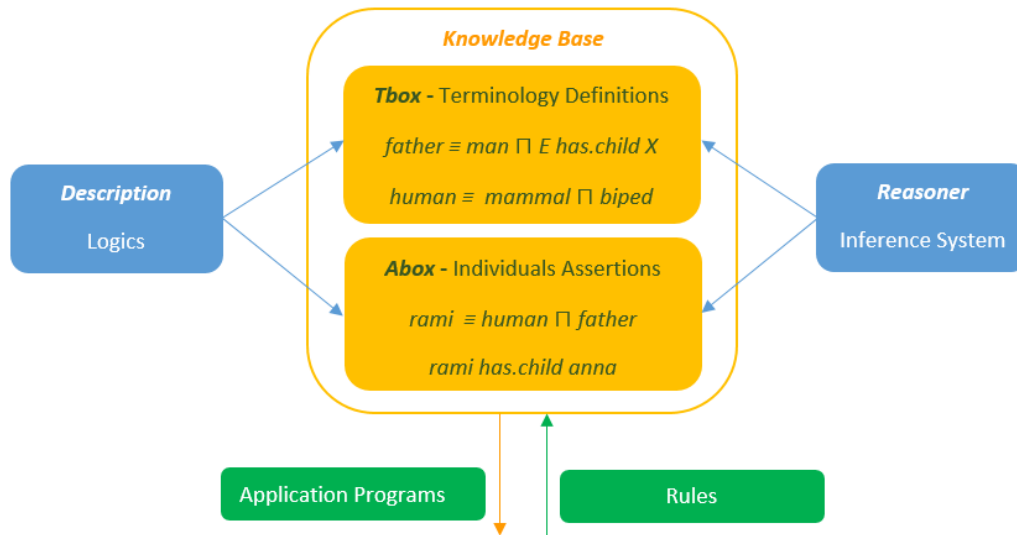 Knowledge Base
Tbox - Terminology Definitions
father ≡ man ⊓ E has.child X
human ≡ mammal ⊓ biped
Description
Logics
Reasoner
Inference System
Abox - Individuals Assertions
rami ≡ human ⊓ father
rami has.child anna
Application Programs
Rules